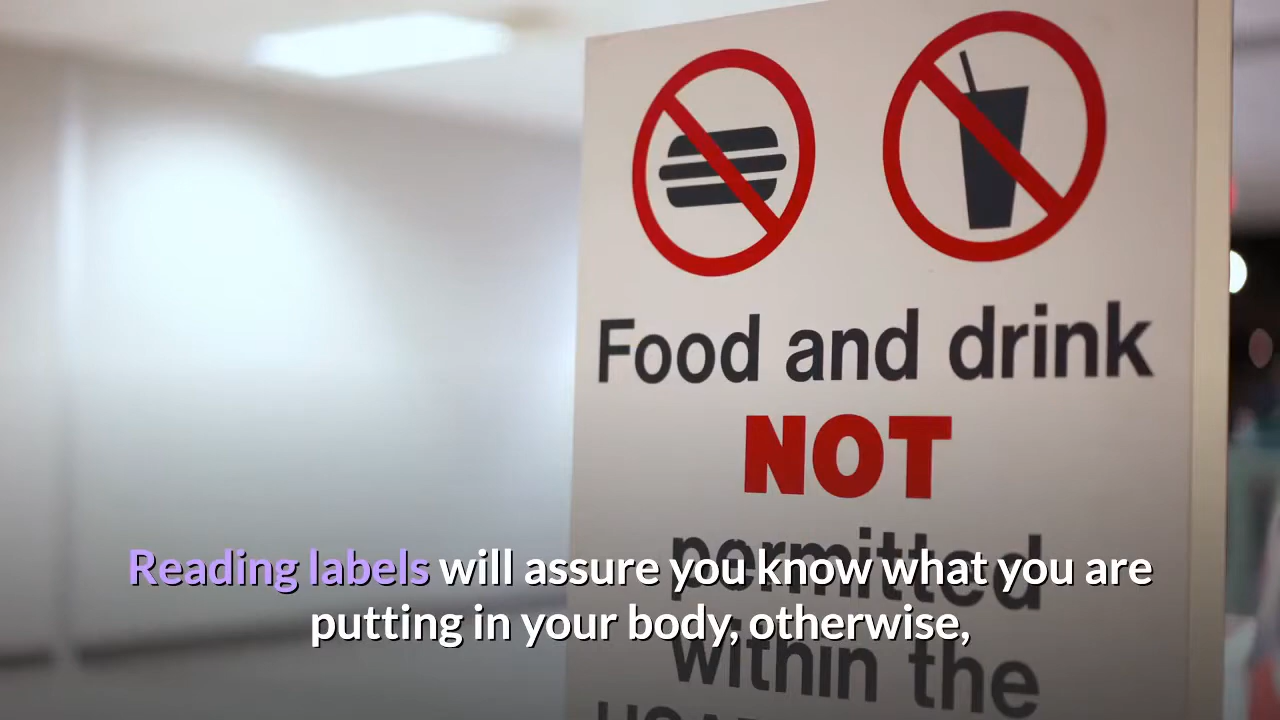 Food and drink
NOT
permitted
within the
Reading labels will assure you know what you are
putting in your body, otherwise,